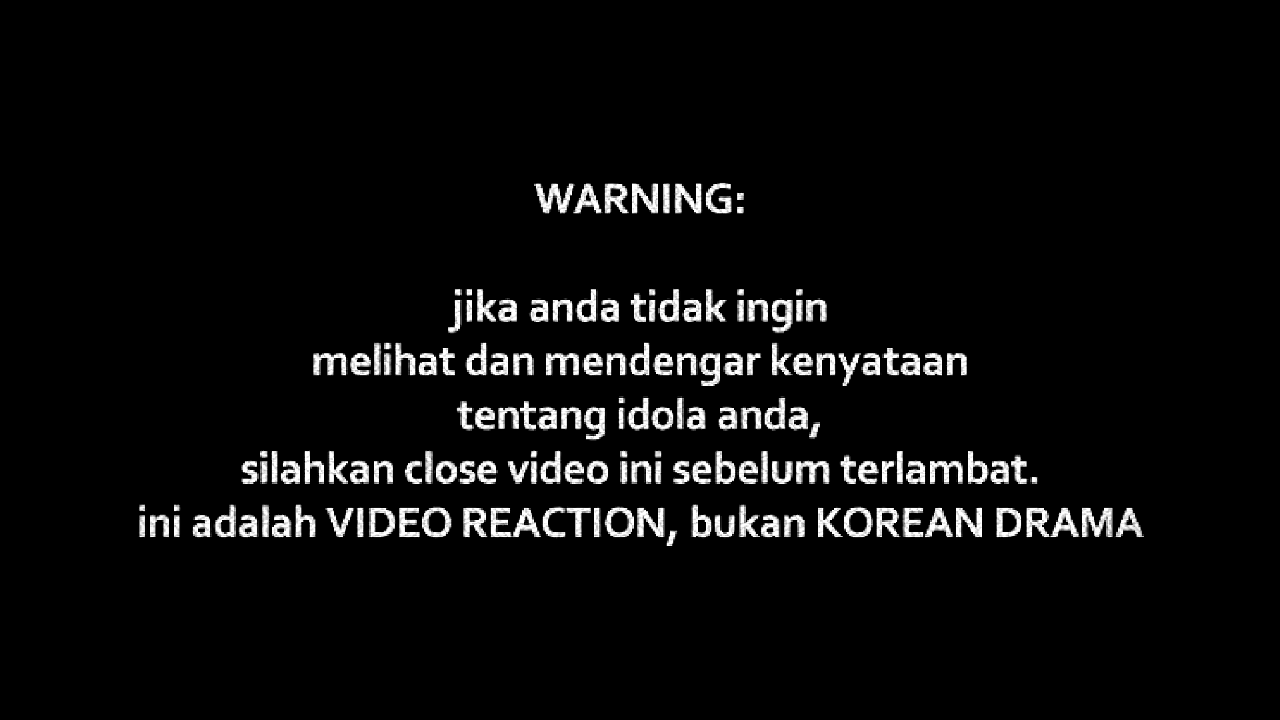 WARNING:
jika anda tidak ingin
melihat dan mendengar kenyataan
tentang idola anda,
silahkan close video ini sebelum terlambat.
ini adalah VIDEO REACTION, bukan KOREAN DRAMA